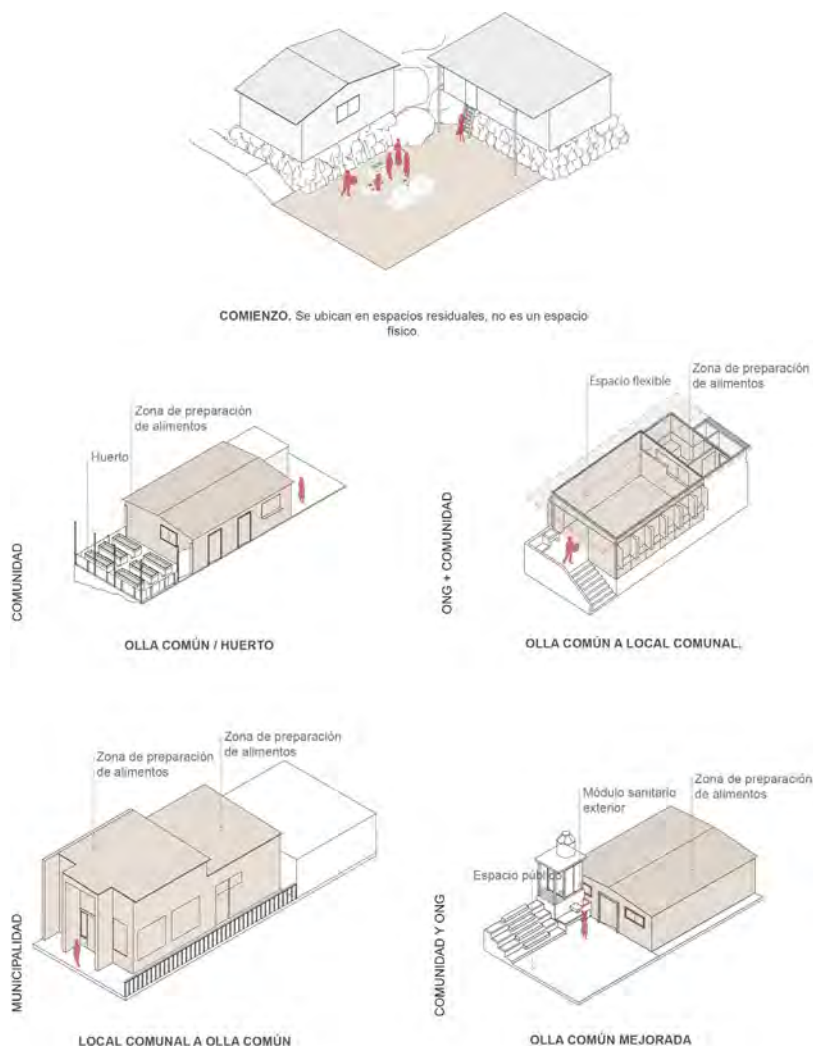 COMIENZO. Se ubican en espacios residuales, no es un espacio
físico.
Zona de preparación
de alimentos
Huerto
COMUNIDAD
OLLA COMÚN / HUERTO
Zona de preparación
de alimentos
Espacio flexible
ONG + COMUNIDAD
OLLA COMÚN A LOCAL COMUNAL.
Zona de preparación
de alimentos
Zona de preparación
de alimentos
MUNICIPALIDAD
LOCAL COMUNAL A OLLA COMÚN
Zona de preparación
de alimentos
Módulo sanitario
exterior
Espacio público
COMUNIDAD Y ONG
OLLA COMÚN MEJORADA